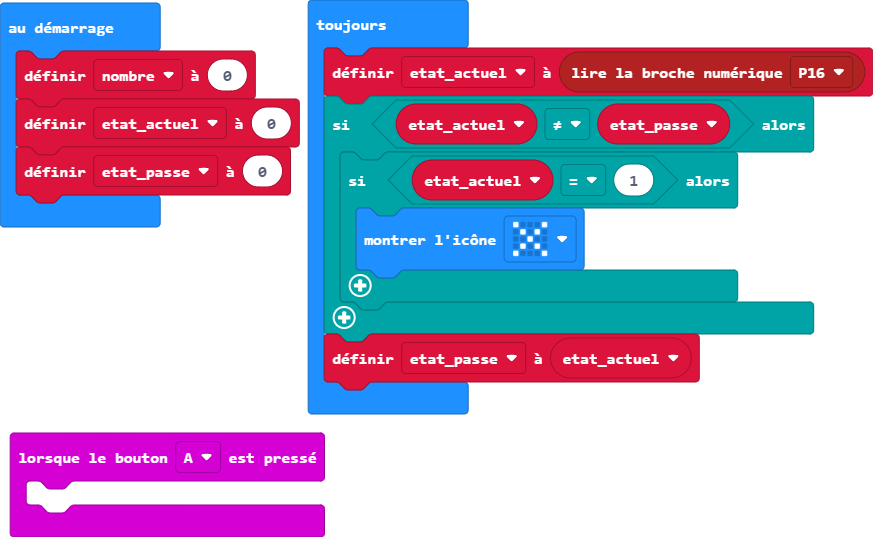 au démarrage
définir nombre à 0
définir etat_actuel à 0
définir etat_passe à 0
toujours
définir etat_actuel à lire la broche numérique P16
si etat_actuel ≠ etat_passe alors
si etat_actuel = 1 alors
montrer l'icône
définir etat_passe à etat_actuel
lorsque le bouton A est pressé